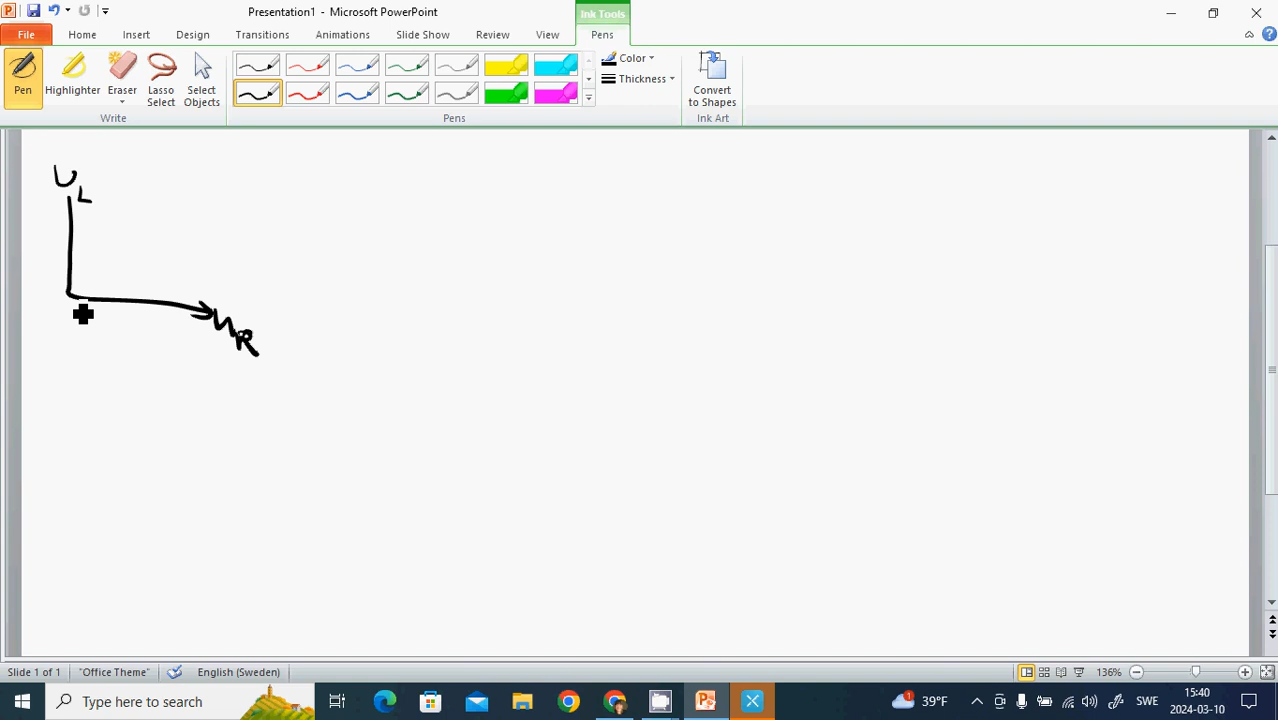 Presentation1 - Microsoft PowerPoint
Ink Tools
File Home Insert Design Transitions Animations Slide Show Review View Pens
Pen
Highlighter
Eraser
Lasso Select
Select Objects
Write
Pens
Color
Thickness
Convert to Shapes
Ink Art
U L
U R
Slide 1 of 1
"Office Theme"
English (Sweden)
136%
Type here to search
1
39°F
SWE
15:40
2024-03-10